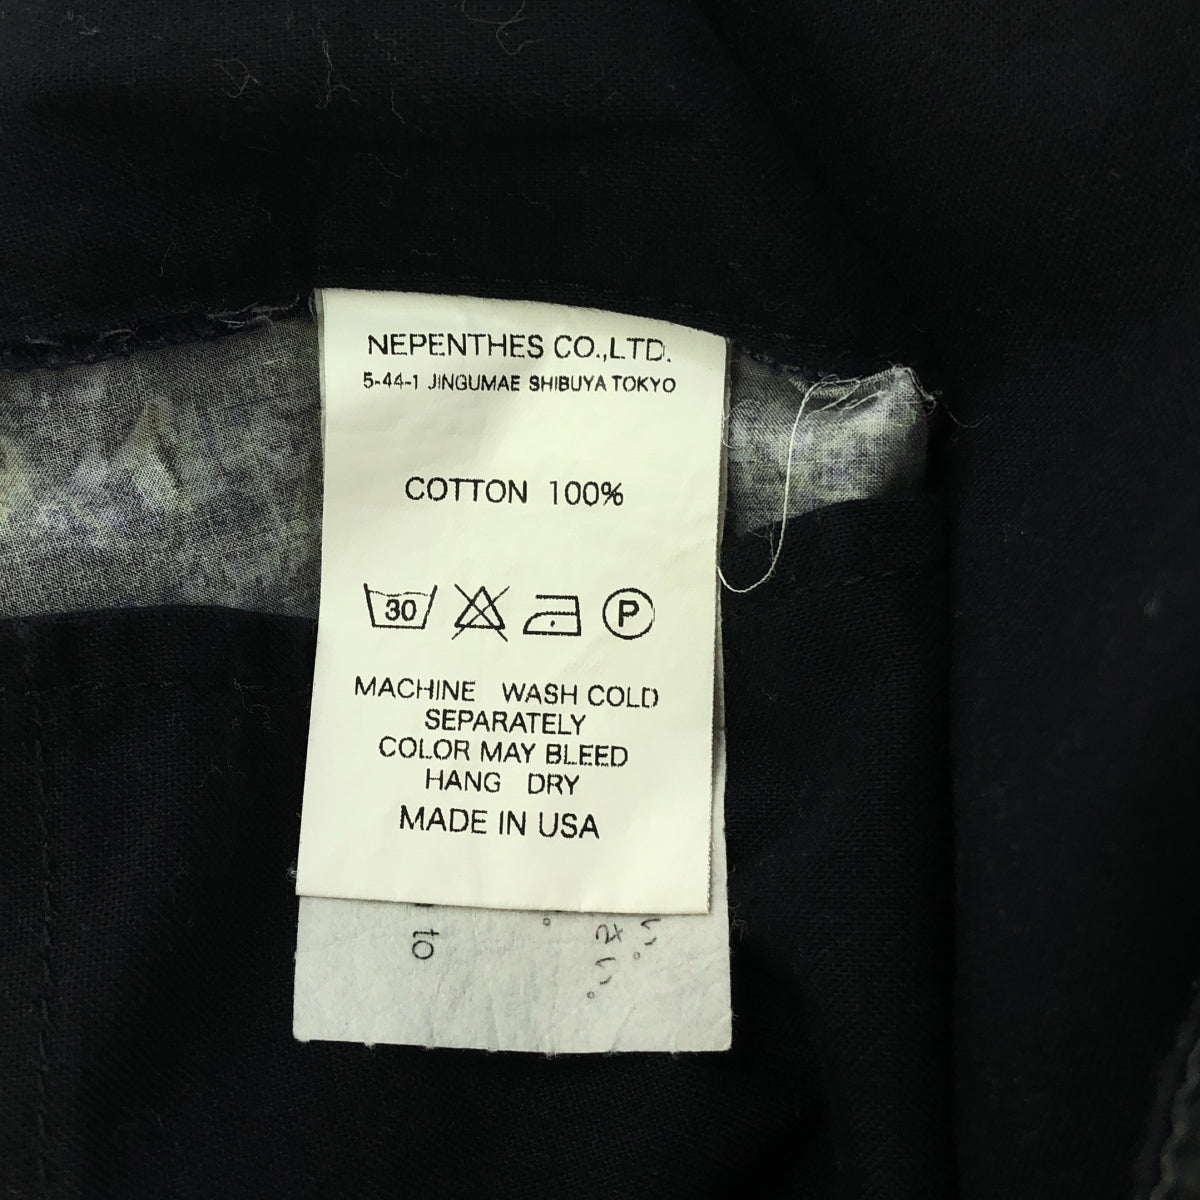 NEPENTHES CO.,LTD.
5-44-1 JINGUMAE SHIBUYA TOKYO
COTTON 100%
30 P
MACHINE WASH COLD
SEPARATELY
COLOR MAY BLEED
HANG DRY
MADE IN USA
to